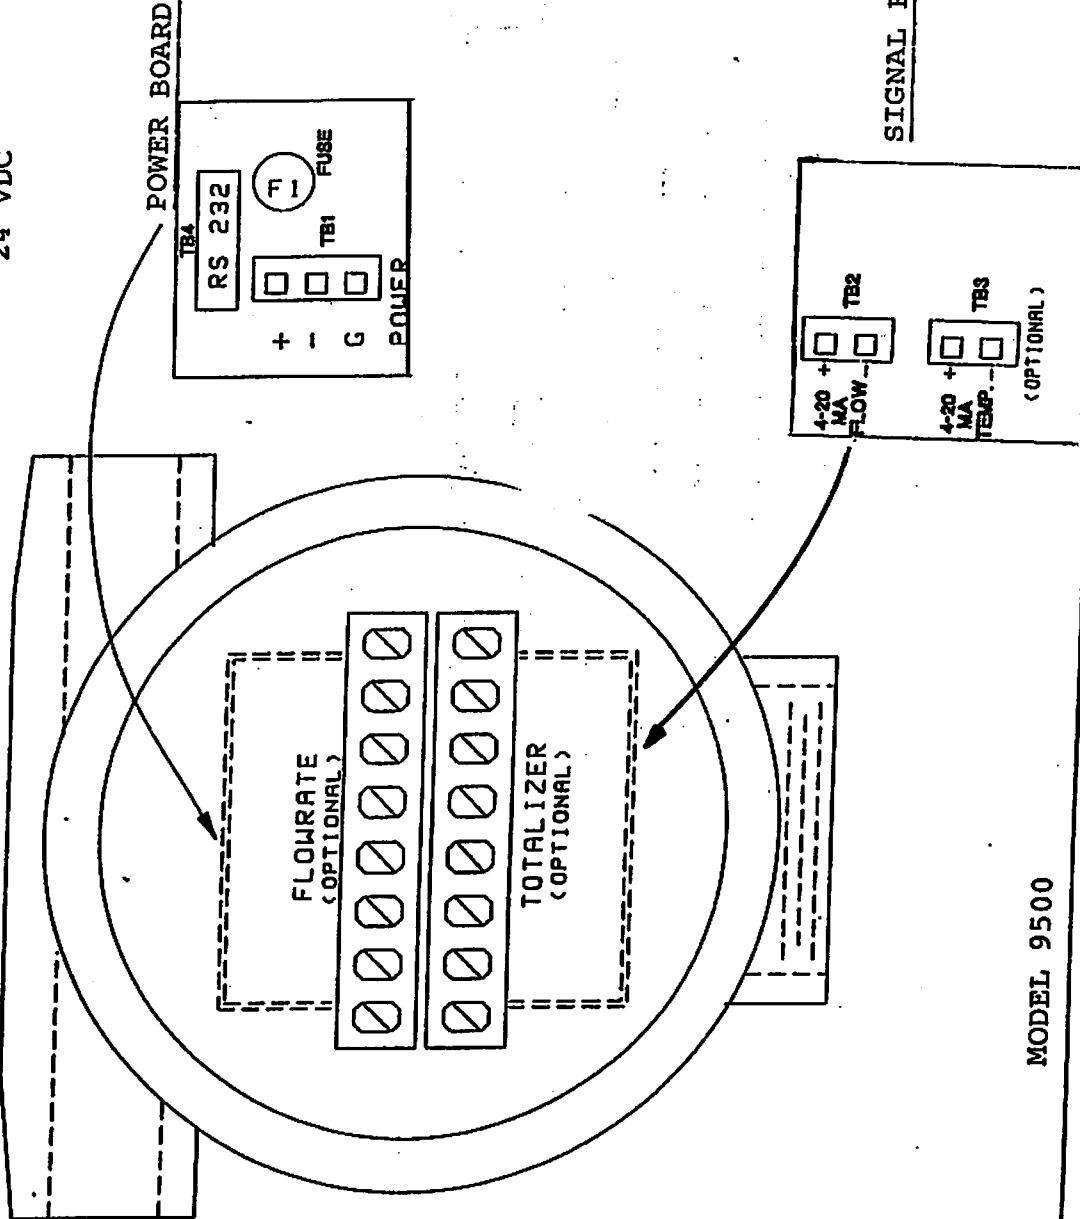 24 VDC
POWER BOARD
TB4
RS 232
F1
FUSE
TB1
+
-
G
POWER
SIGNAL
4-20 +
MA
FLOW -
TB2
4-20 +
MA
TEMP. -
TB3
(OPTIONAL)
FLOWRATE
(OPTIONAL)
TOTALIZER
(OPTIONAL)
MODEL 9500